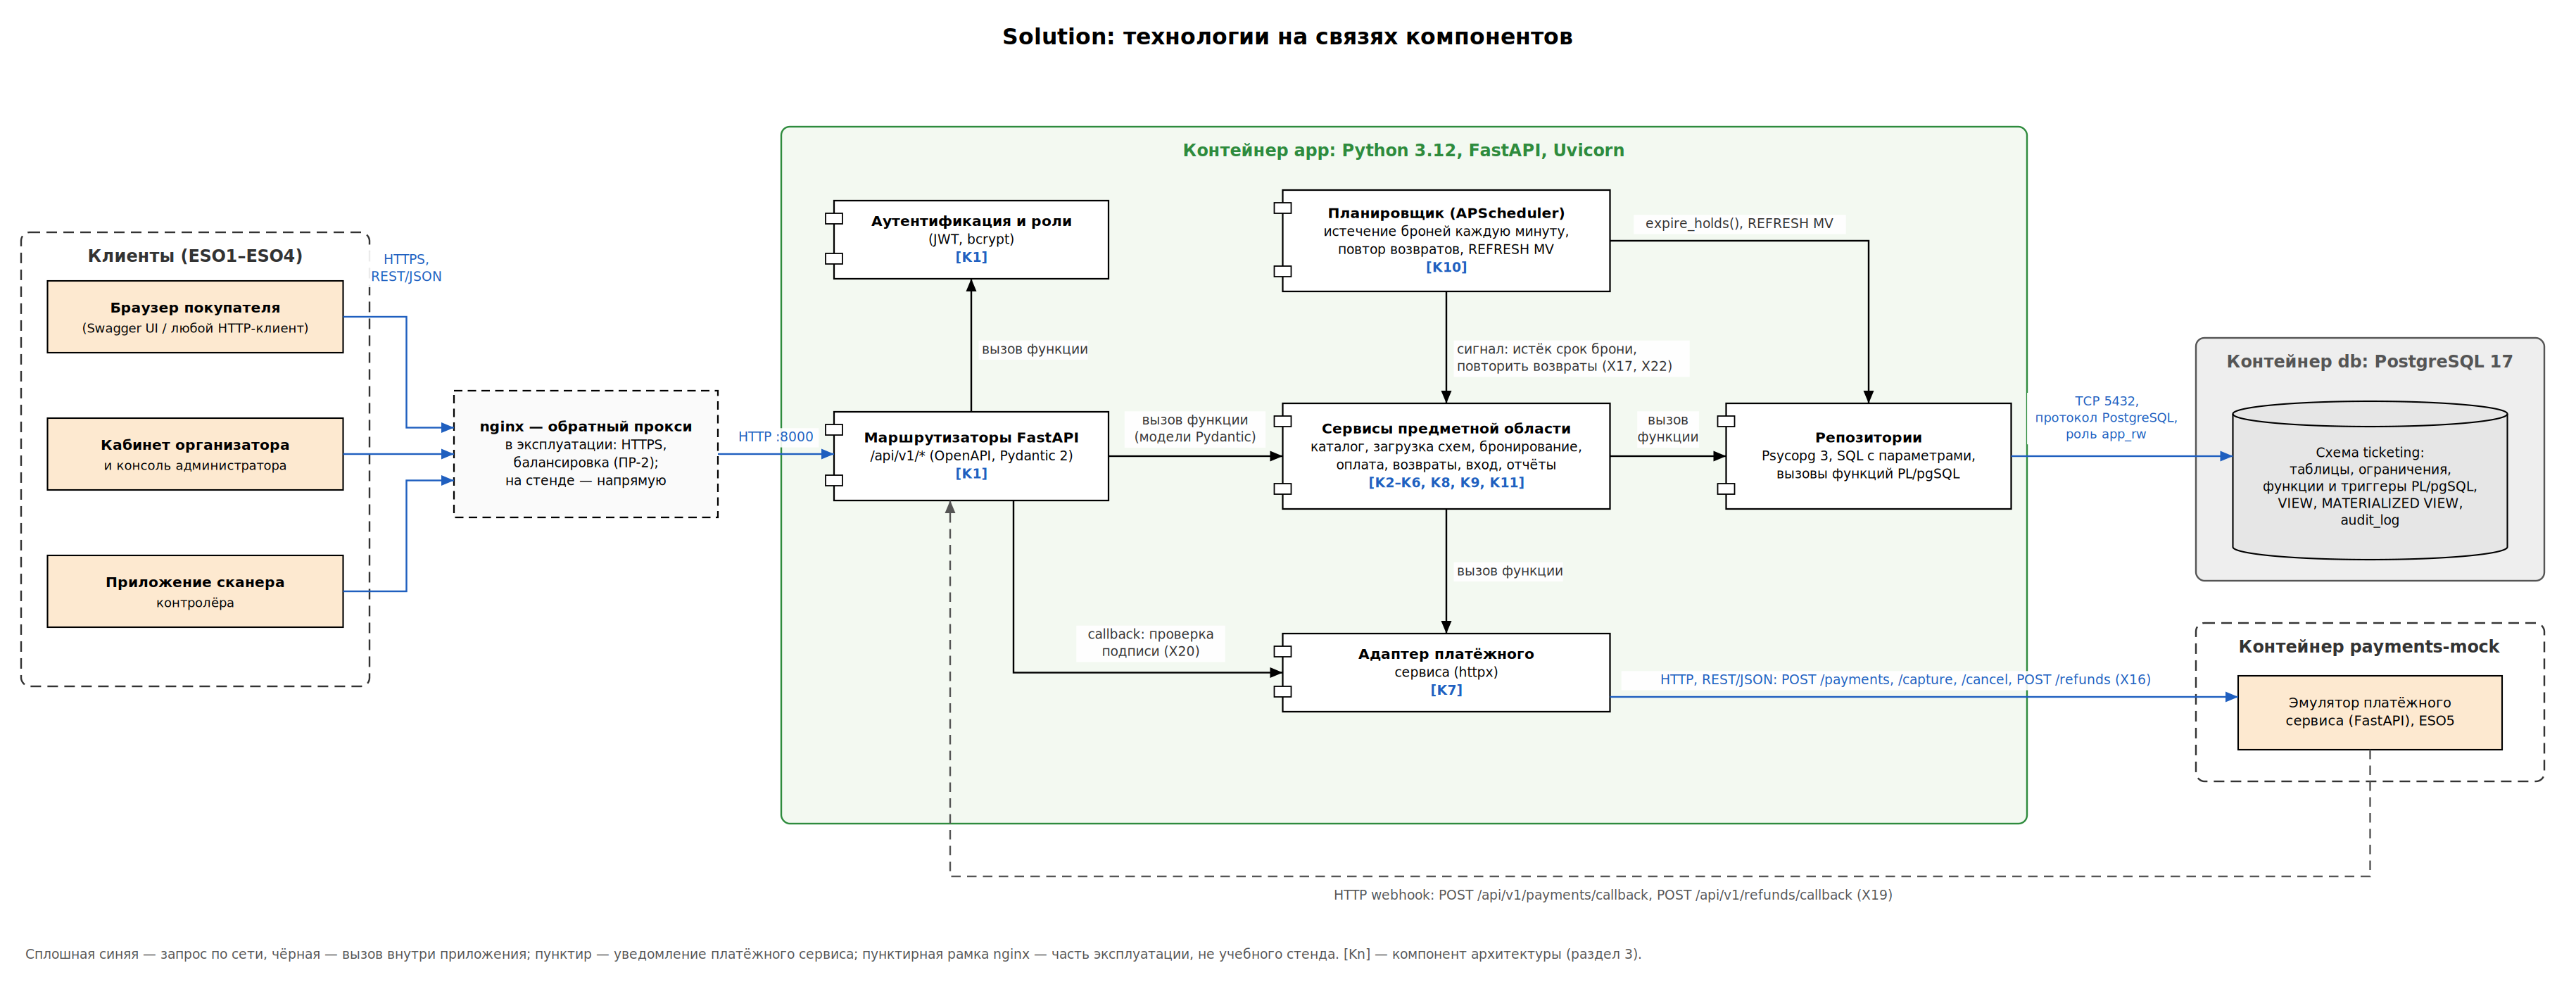 Solution: технологии на связях компонентов
Контейнер app: Python 3.12, FastAPI, Uvicorn
Клиенты (ESO1–ESO4)
Браузер покупателя
(Swagger UI / любой HTTP-клиент)
Кабинет организатора
и консоль администратора
Приложение сканера
контролёра
HTTPS,
REST/JSON
nginx — обратный прокси
в эксплуатации: HTTPS,
балансировка (ПР-2);
на стенде — напрямую
HTTP :8000
Аутентификация и роли
(JWT, bcrypt)
[K1]
вызов функции
Маршрутизаторы FastAPI
/api/v1/* (OpenAPI, Pydantic 2)
[K1]
вызов функции
(модели Pydantic)
callback: проверка
подписи (X20)
Планировщик (APScheduler)
истечение броней каждую минуту,
повтор возвратов, REFRESH MV
[K10]
expire_holds(), REFRESH MV
сигнал: истёк срок брони,
повторить возвраты (X17, X22)
Сервисы предметной области
каталог, загрузка схем, бронирование,
оплата, возвраты, вход, отчёты
[K2–K6, K8, K9, K11]
вызов
функции
вызов функции
Адаптер платёжного
сервиса (httpx)
[K7]
Репозитории
Psycopg 3, SQL с параметрами,
вызовы функций PL/pgSQL
TCP 5432,
протокол PostgreSQL,
роль app_rw
Контейнер db: PostgreSQL 17
Схема ticketing:
таблицы, ограничения,
функции и триггеры PL/pgSQL,
VIEW, MATERIALIZED VIEW,
audit_log
HTTP, REST/JSON: POST /payments, /capture, /cancel, POST /refunds (X16)
Контейнер payments-mock
Эмулятор платёжного
сервиса (FastAPI), ESO5
HTTP webhook: POST /api/v1/payments/callback, POST /api/v1/refunds/callback (X19)
Сплошная синяя — запрос по сети, чёрная — вызов внутри приложения; пунктир — уведомление платёжного сервиса; пунктирная рамка nginx — часть эксплуатации, не учебного стенда. [Kn] — компонент архитектуры (раздел 3).